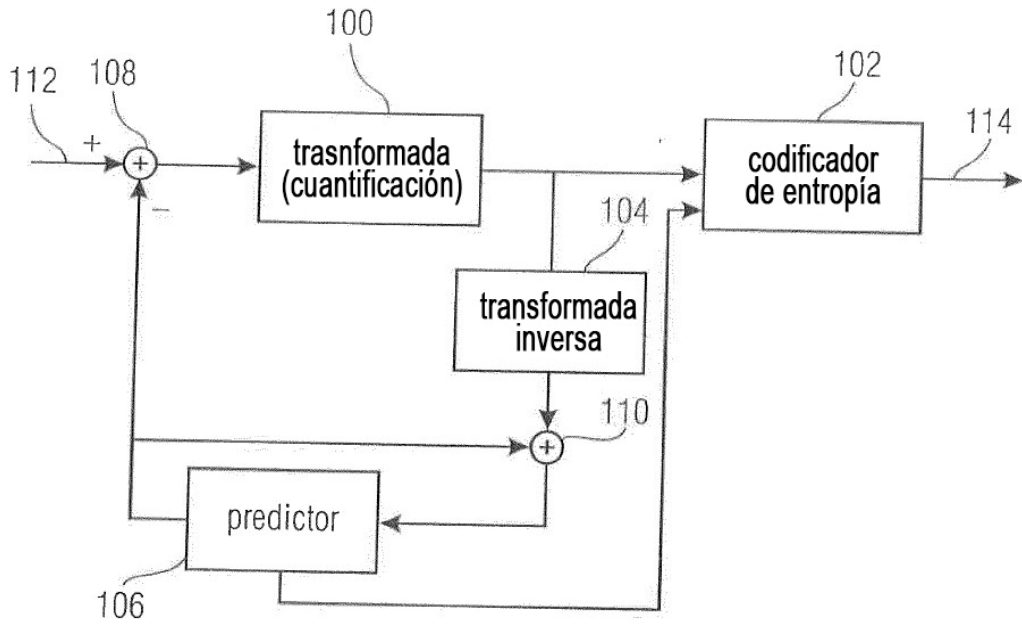 100
108
102
112
114
+
+
trasnformada
(cuantificación)
codificador
de entropía
–
104
transformada
inversa
110
+
predictor
106